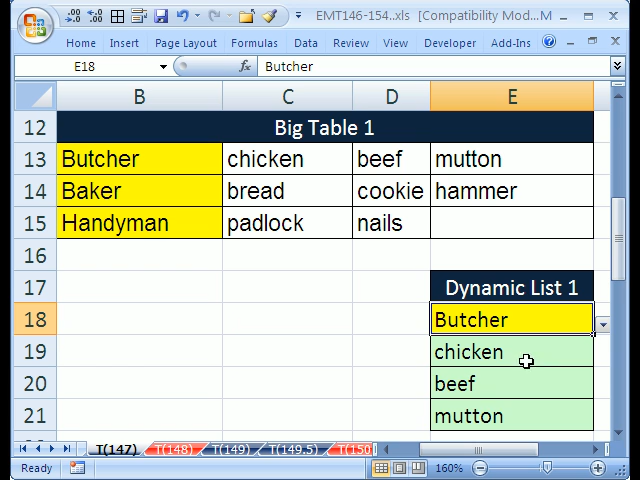 EMT146-154..xls [Compatibility Mod... M
Home Insert Page Layout Formulas Data Review View Developer Add-Ins
E18 fx Butcher
B C D E
12 Big Table 1
13 Butcher chicken beef mutton
14 Baker bread cookie hammer
15 Handyman padlock nails
16
17 Dynamic List 1
18 Butcher
19 chicken
20 beef
21 mutton
T(147) T(148) T(149) T(149.5) T(150
Ready 160%